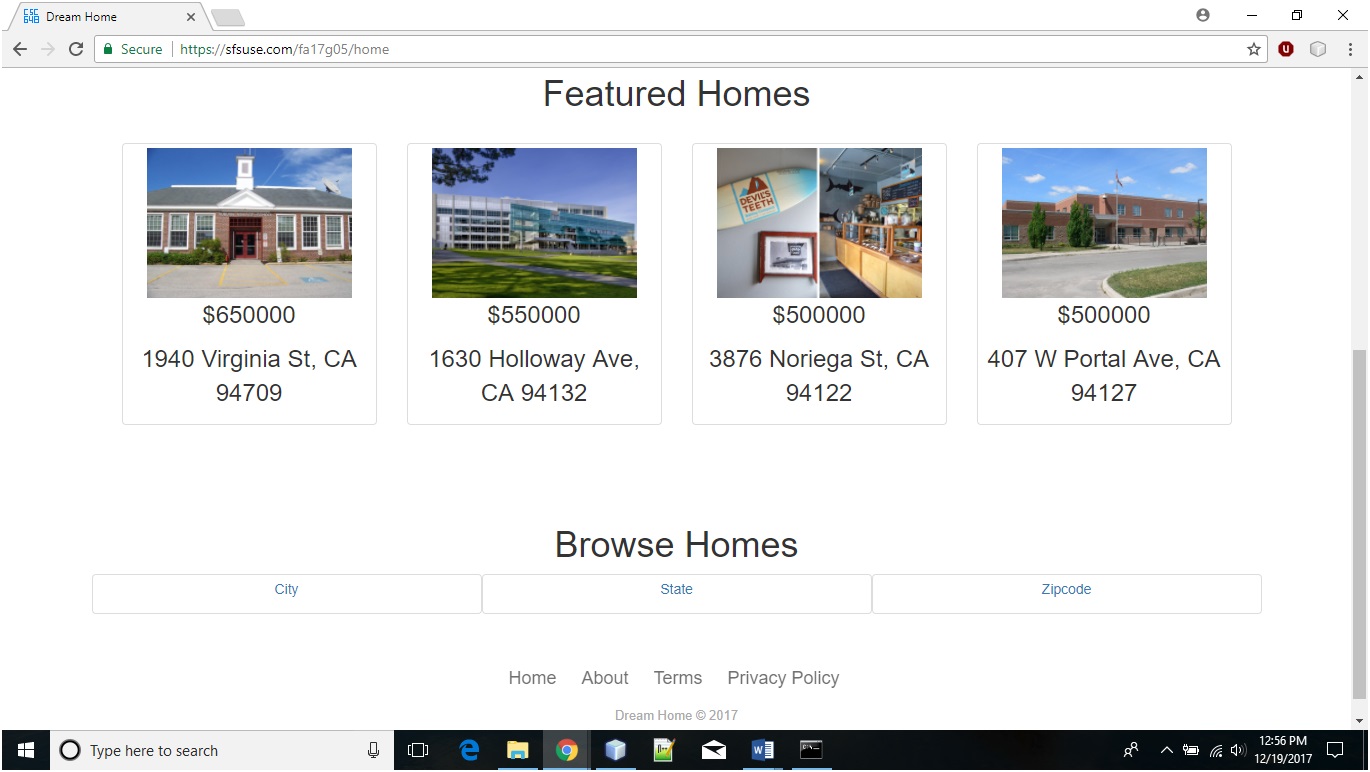 CSC 648 Dream Home
Secure https://sfsuse.com/fa17g05/home
Featured Homes
DEVIL'S
TEETH
$650000
1940 Virginia St, CA
94709
$550000
1630 Holloway Ave,
CA 94132
$500000
3876 Noriega St, CA
94122
$500000
407 W Portal Ave, CA
94127
Browse Homes
City
State
Zipcode
Home About Terms Privacy Policy
Dream Home © 2017
Type here to search
12:56 PM
12/19/2017